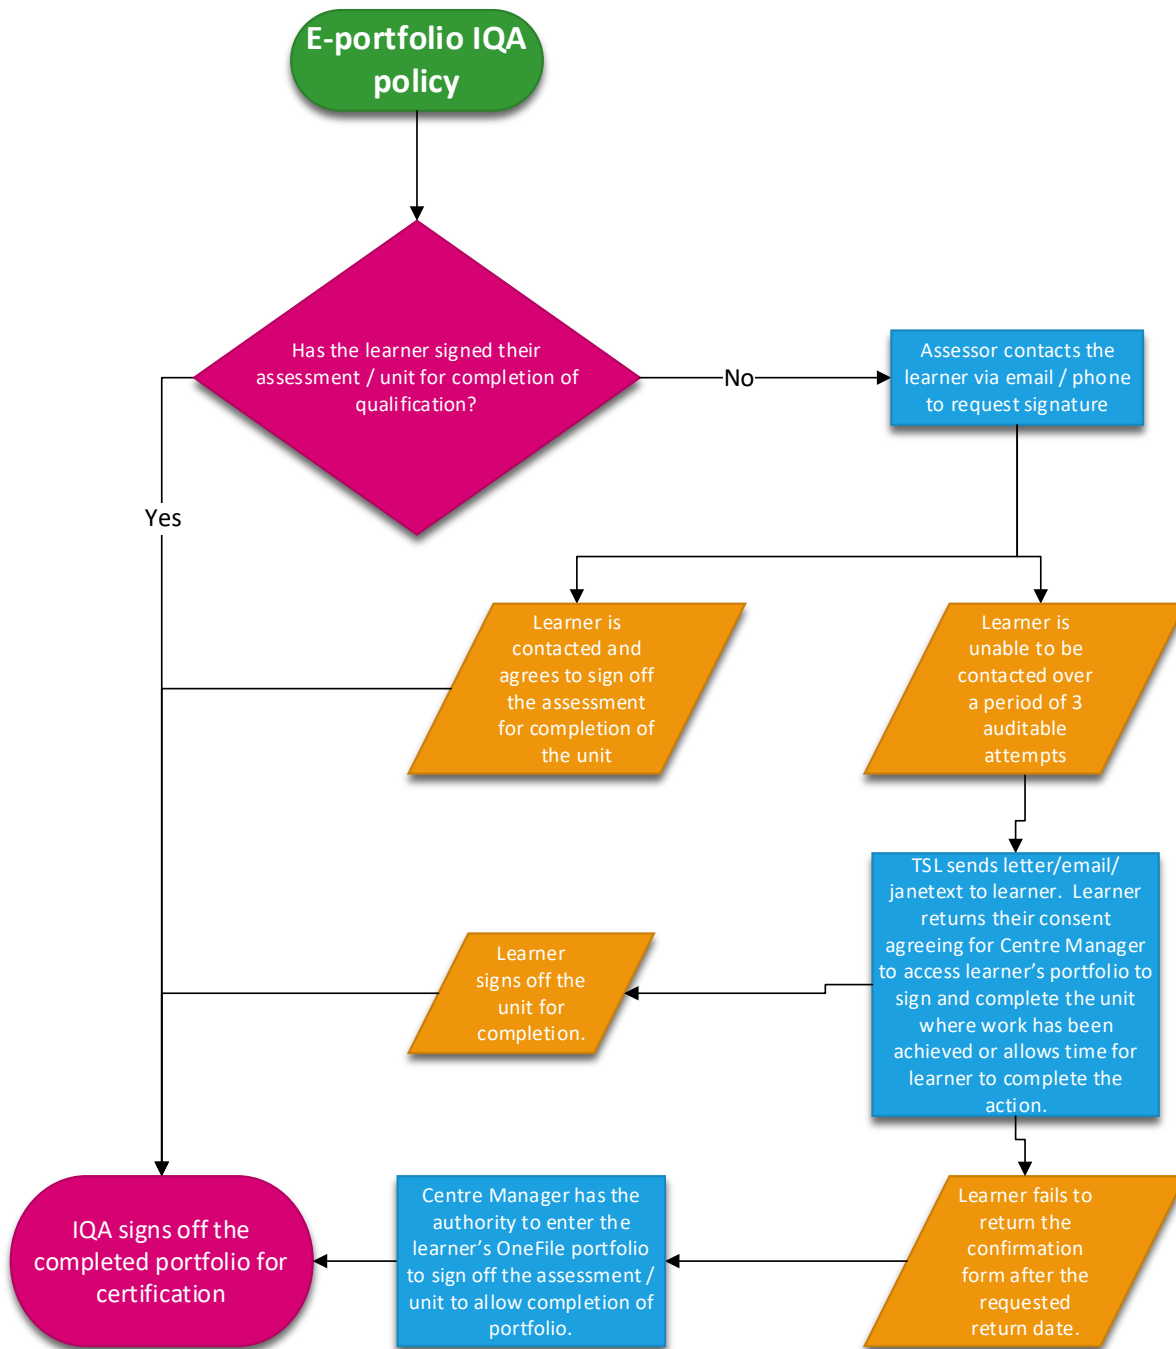 E-portfolio IQA
policy
Has the learner signed their
assessment / unit for completion of
qualification?
No
Assessor contacts the
learner via email / phone
to request signature
Yes
Learner is
contacted and
agrees to sign off
the assessment
for completion of
the unit
Learner is
unable to be
contacted over
a period of 3
auditable
attempts
TSL sends letter/email/
janetext to learner.  Learner
returns their consent
agreeing for Centre Manager
to access learner’s portfolio to
sign and complete the unit
where work has been
achieved or allows time for
learner to complete the
action.
Learner
signs off the
unit for
completion.
IQA signs off the
completed portfolio for
certification
Centre Manager has the
authority to enter the
learner’s OneFile portfolio
to sign off the assessment /
unit to allow completion of
portfolio.
Learner fails to
return the
confirmation
form after the
requested
return date.